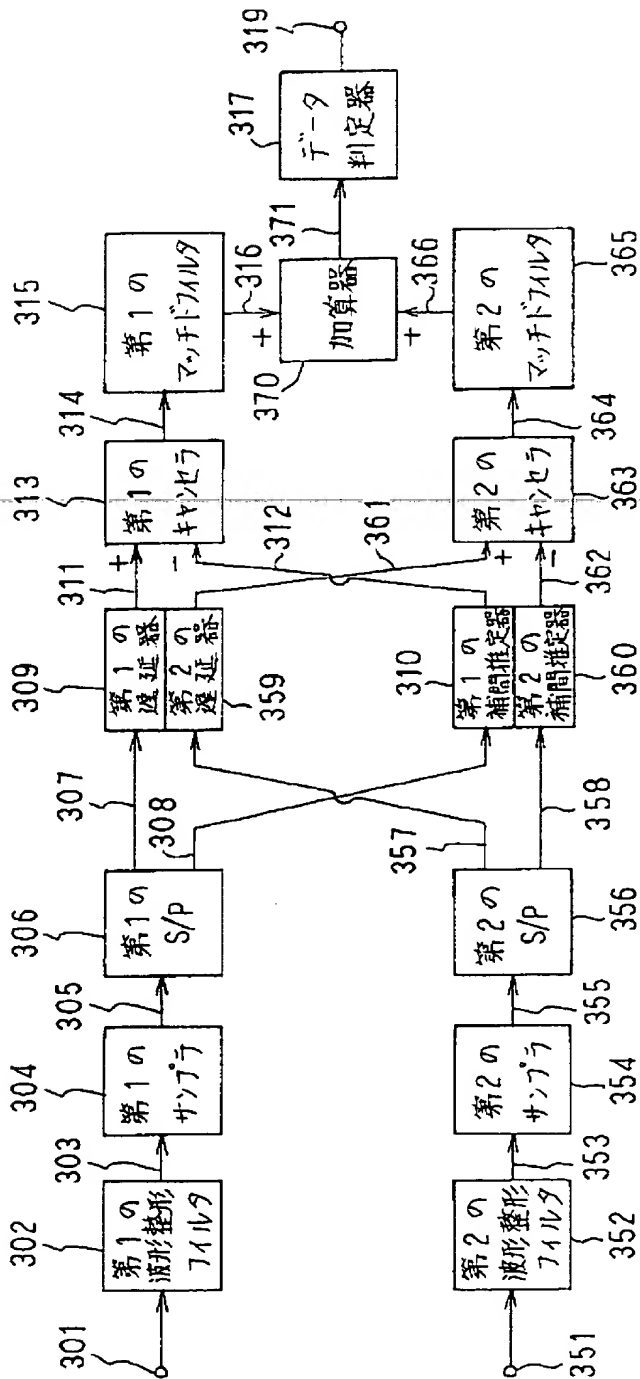 301
302
第1の
波形整形
フィルタ
303
304
第1の
サンプラ
305
306
第1の
S/P
307
308
309
第1の
遅延器
第2の
遅延器
359
311
+
−
312
313
第1の
キャンセラ
314
315
第1の
マッチドフィルタ
316
+
370
加算器
371
317
データ
判定器
319
351
352
第2の
波形整形
フィルタ
353
354
第2の
サンプラ
355
356
第2の
S/P
357
358
310
第1の
補間推定器
第2の
補間推定器
360
361
+
−
362
363
第2の
キャンセラ
364
365
第2の
マッチドフィルタ
366
+